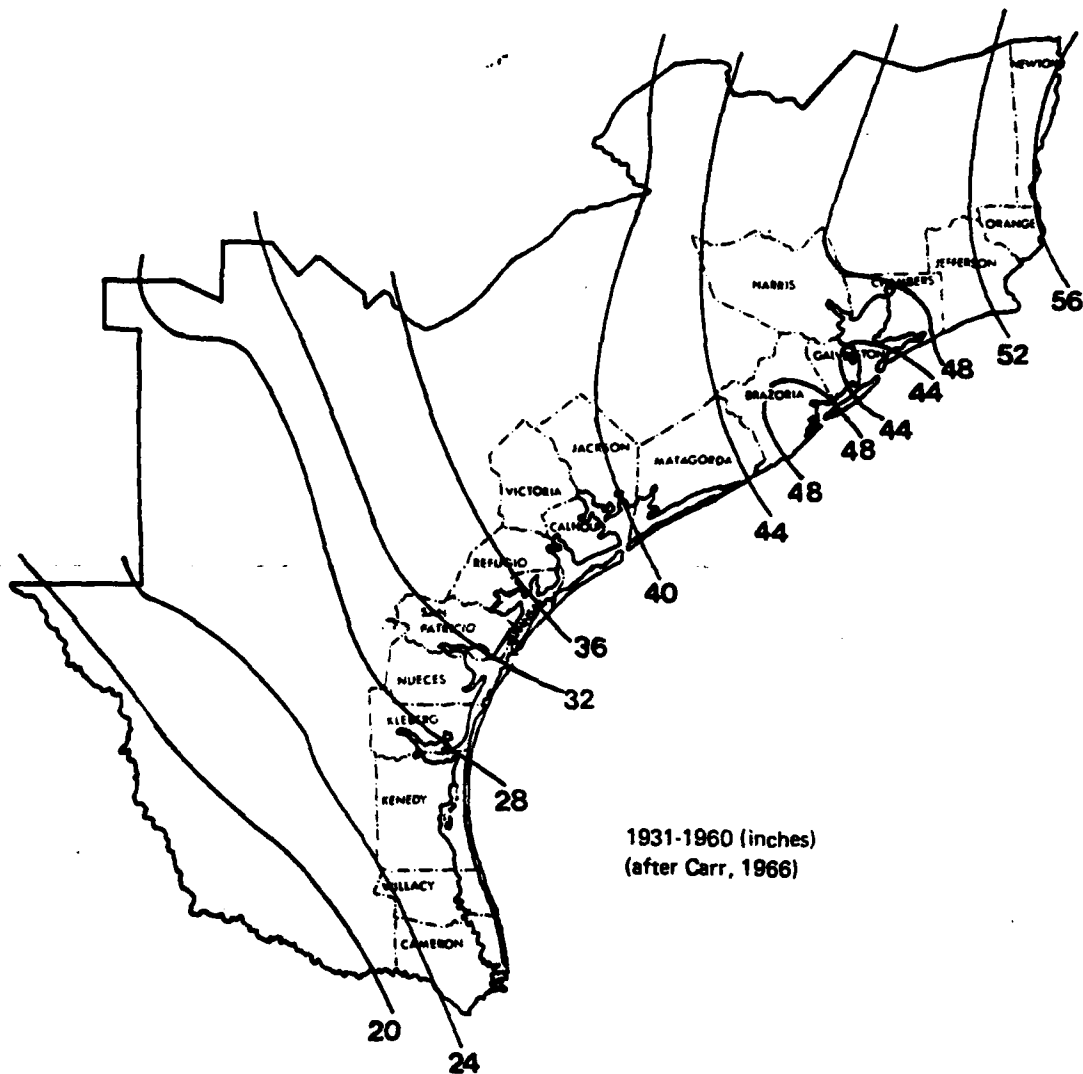 NEWTON
ORANGE
JEFFERSON
CHAMBERS
HARRIS
GALVESTON
BRAZORIA
MATAGORDA
JACKSON
VICTORIA
CALHOUN
REFUGIO
SAN
PATRICIO
NUECES
KLEBERG
KENEDY
WILLACY
CAMERON
56
52
48
44
44
48
48
44
40
36
32
28
24
20
1931-1960 (inches)
(after Carr, 1966)